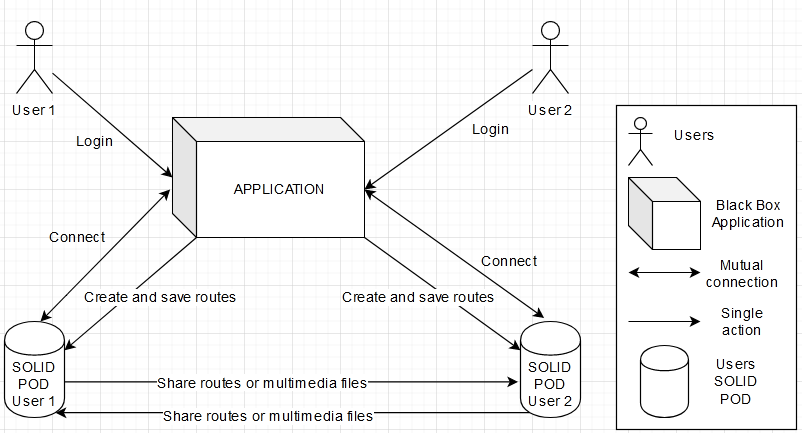 User 1
User 2
Login
Login
APPLICATION
Connect
Connect
Create and save routes
Create and save routes
SOLID
POD
User 1
SOLID
POD
User 2
Share routes or multimedia files
Share routes or multimedia files
Users
Black Box
Application
Mutual
connection
Single
action
Users
SOLID
POD